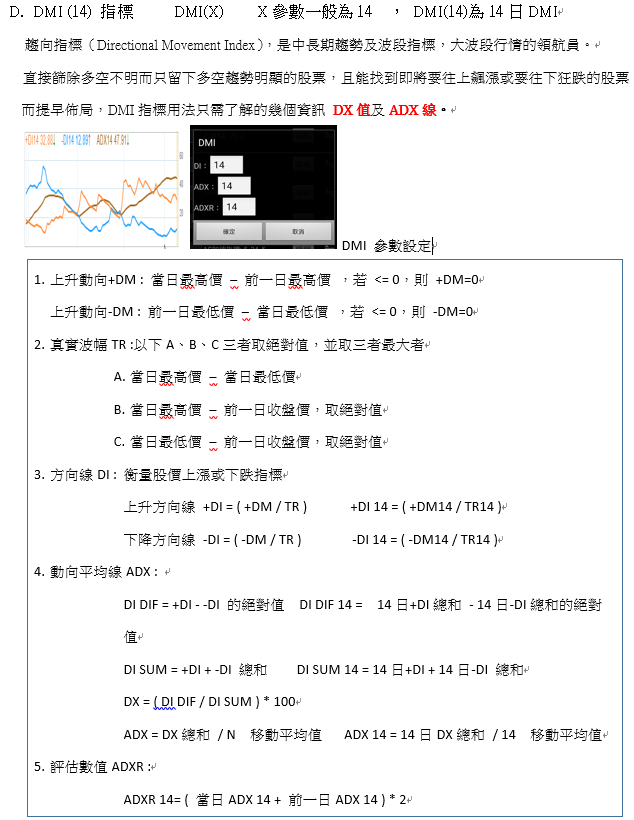 D. DMI (14) 指標 DMI(X) X 參數一般為 14 ， DMI(14)為 14 日 DMI
趨向指標（Directional Movement Index），是中長期趨勢及波段指標，大波段行情的領航員。
直接篩除多空不明而只留下多空趨勢明顯的股票，且能找到即將要往上飆漲或要往下狂跌的股票
而提早佈局，DMI 指標用法只需了解的幾個資訊 DX 值及 ADX 線。
+DI14 32.88↓ -DI14 12.89↑ ADX14 47.91↓
60
40
20
DMI
DI： 14
ADX： 14
ADXR： 14
確定 取消
DMI 參數設定
1. 上升動向+DM： 當日最高價 – 前一日最高價 ，若 <= 0，則 +DM=0
上升動向-DM： 前一日最低價 – 當日最低價 ，若 <= 0，則 -DM=0
2. 真實波幅 TR :以下 A、B、C 三者取絕對值，並取三者最大者
A. 當日最高價 – 當日最低價
B. 當日最高價 – 前一日收盤價，取絕對值
C. 當日最低價 – 前一日收盤價，取絕對值
3. 方向線 DI： 衡量股價上漲或下跌指標
上升方向線 +DI = ( +DM / TR ) +DI 14 = ( +DM14 / TR14 )
下降方向線 -DI = ( -DM / TR ) -DI 14 = ( -DM14 / TR14 )
4. 動向平均線 ADX：
DI DIF = +DI - -DI 的絕對值 DI DIF 14 = 14 日+DI 總和 - 14 日-DI 總和的絕對
值
DI SUM = +DI + -DI 總和 DI SUM 14 = 14 日+DI + 14 日-DI 總和
DX = ( DI DIF / DI SUM ) * 100
ADX = DX 總和 / N 移動平均值 ADX 14 = 14 日 DX 總和 / 14 移動平均值
5. 評估數值 ADXR :
ADXR 14= ( 當日 ADX 14 + 前一日 ADX 14 ) * 2